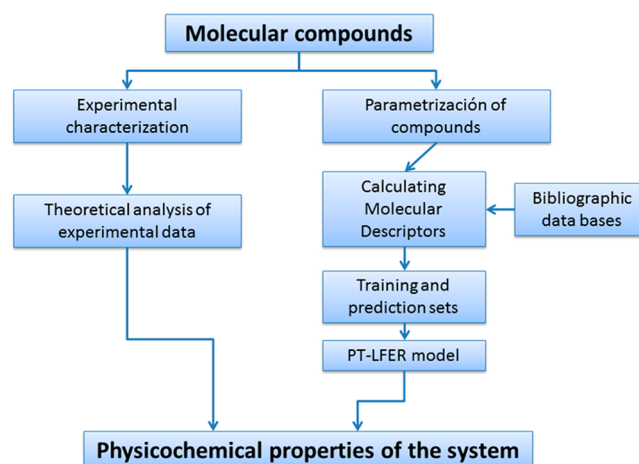 Molecular compounds
Experimental
characterization
Theoretical analysis of
experimental data
Parametrización of
compounds
Calculating
Molecular
Descriptors
Bibliographic
data bases
Training and
prediction sets
PT-LFER model
Physicochemical properties of the system